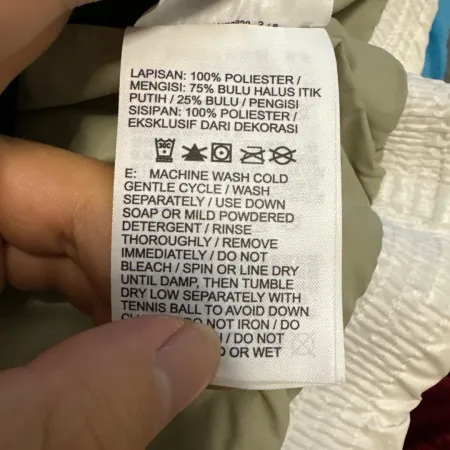 LAPISAN: 100% POLIESTER /
MENGISI: 75% BULU HALUS ITIK
PUTIH / 25% BULU / PENGISI
SISIPAN: 100% POLIESTER /
EKSKLUSIF DARI DEKORASI
E: MACHINE WASH COLD
GENTLE CYCLE / WASH
SEPARATELY / USE DOWN
SOAP OR MILD POWDERED
DETERGENT / RINSE
THOROUGHLY / REMOVE
IMMEDIATELY / DO NOT
BLEACH / SPIN OR LINE DRY
UNTIL DAMP, THEN TUMBLE
DRY LOW SEPARATELY WITH
TENNIS BALL TO AVOID DOWN
DO NOT IRON / DO
/ DO NOT
OR WET